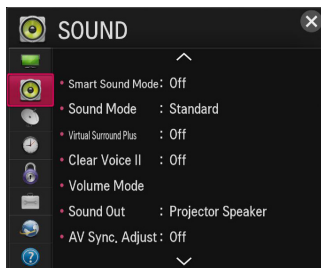 SOUND
• Smart Sound Mode: Off
• Sound Mode : Standard
• Virtual Surround Plus : Off
• Clear Voice II : Off
• Volume Mode
• Sound Out : Projector Speaker
• AV Sync. Adjust : Off
?